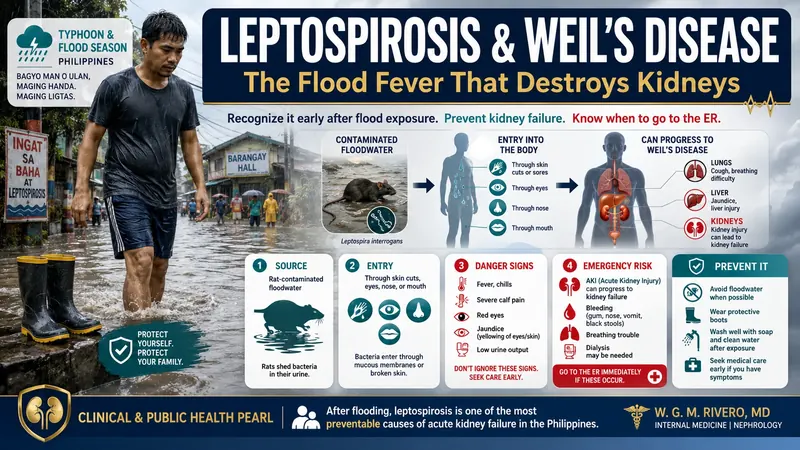 TYPHOON &
FLOOD SEASON
PHILIPPINES
BAGYO MAN O ULAN,
MAGING HANDA.
MAGING LIGTAS.
LEPTOSPIROSIS & WEIL'S DISEASE
The Flood Fever That Destroys Kidneys
Recognize it early after flood exposure. Prevent kidney failure. Know when to go to the ER.
INGAT
SA
BAHA
AT
LEPTOSPIROSIS
BARANGAY
HALL
CONTAMINATED
FLOODWATER
Leptospira interrogans
ENTRY INTO
THE BODY
Through skin
cuts or sores
Through eyes
Through nose
Through mouth
CAN PROGRESS
TO WEIL'S DISEASE
LUNGS
Cough, breathing
difficulty
LIVER
Jaundice,
liver injury
KIDNEYS
Kidney injury
can lead to
kidney failure
1 SOURCE
Rat-contaminated
floodwater
Rats shed bacteria
in their urine.
2 ENTRY
Through skin cuts,
eyes, nose, or mouth
Bacteria enter through
mucous membranes or
broken skin.
3 DANGER SIGNS
Fever, chills
Severe calf pain
Red eyes
Jaundice
(yellowing of eyes/skin)
Low urine output
DON'T IGNORE THESE SIGNS.
SEEK CARE EARLY.
4 EMERGENCY RISK
AKI (Acute Kidney Injury)
can progress to
kidney failure
Bleeding
(gum, nose, vomit,
black stools)
Breathing trouble
Dialysis
may be needed
GO TO THE ER IMMEDIATELY
IF THESE OCCUR.
PREVENT IT
Avoid floodwater
when possible
Wear protective
boots
Wash well with soap
and clean water
after exposure
Seek medical care
early if you have
symptoms
PROTECT
YOURSELF.
PROTECT
YOUR FAMILY.
CLINICAL & PUBLIC HEALTH PEARL
After flooding, leptospirosis is one of the most
preventable causes of acute kidney failure in the Philippines.
W. G. M. RIVERO, MD
INTERNAL MEDICINE | NEPHROLOGY